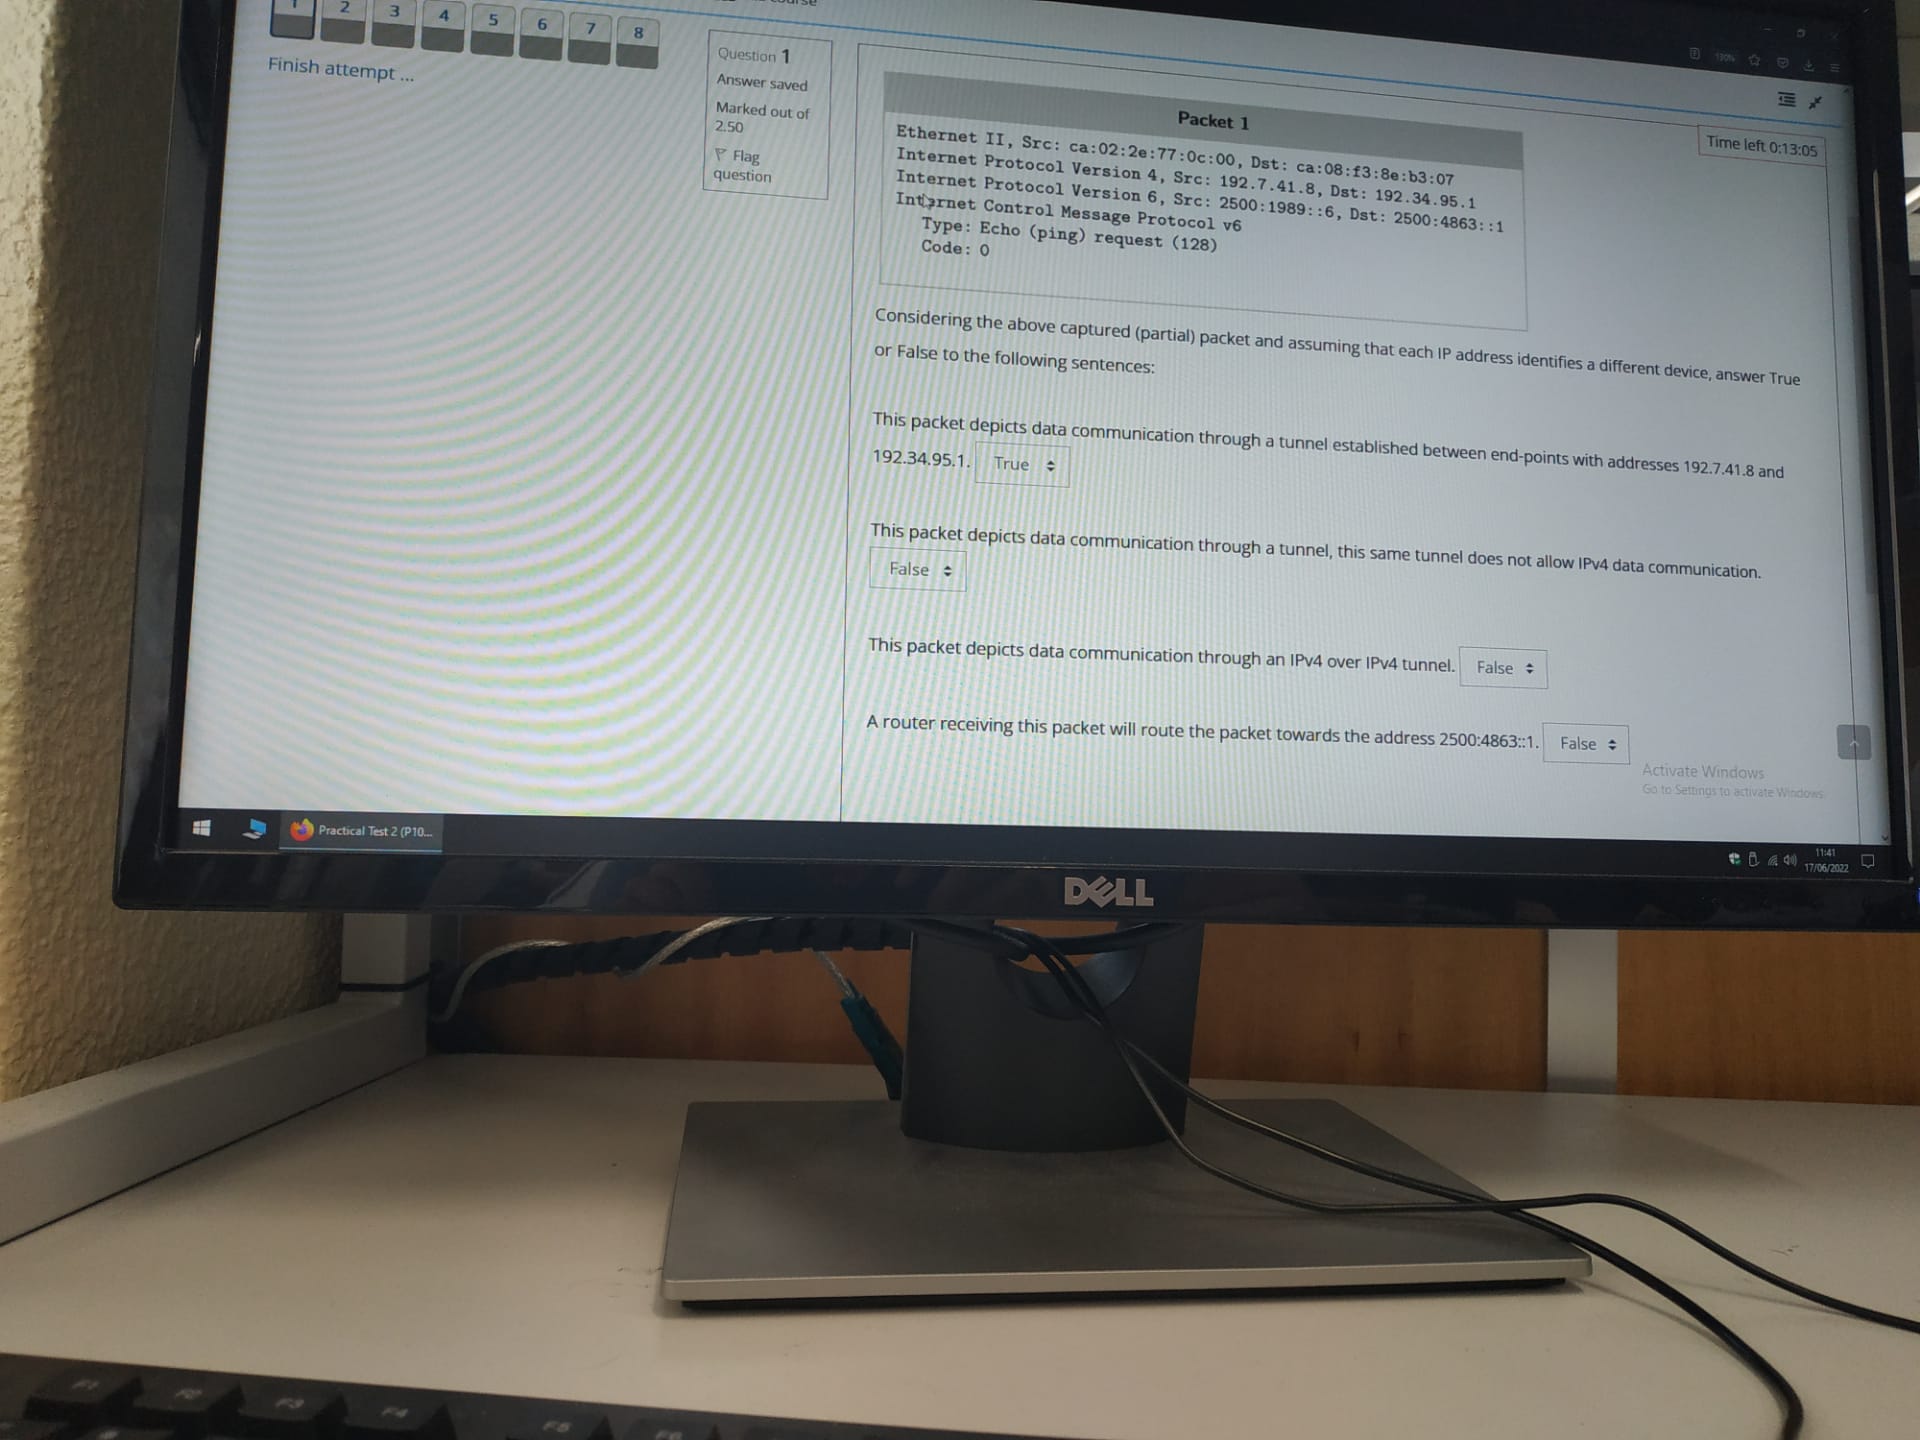 1 2 3 4 5 6 7 8
Finish attempt ...
Question 1
Answer saved
Marked out of
2.50
Flag
question
130%
Time left 0:13:05
Packet 1
Ethernet II, Src: ca:02:2e:77:0c:00, Dst: ca:08:f3:8e:b3:07
Internet Protocol Version 4, Src: 192.7.41.8, Dst: 192.34.95.1
Internet Protocol Version 6, Src: 2500:1989::6, Dst: 2500:4863::1
Internet Control Message Protocol v6
Type: Echo (ping) request (128)
Code: 0
Considering the above captured (partial) packet and assuming that each IP address identifies a different device, answer True
or False to the following sentences:
This packet depicts data communication through a tunnel established between end-points with addresses 192.7.41.8 and
192.34.95.1. True
This packet depicts data communication through a tunnel, this same tunnel does not allow IPv4 data communication.
False
This packet depicts data communication through an IPv4 over IPv4 tunnel. False
A router receiving this packet will route the packet towards the address 2500:4863::1. False
Activate Windows
Go to Settings to activate Windows.
Practical Test 2 (P10...
11:41
17/06/2022
DELL
F1 F2 F3 F4 F5 F6